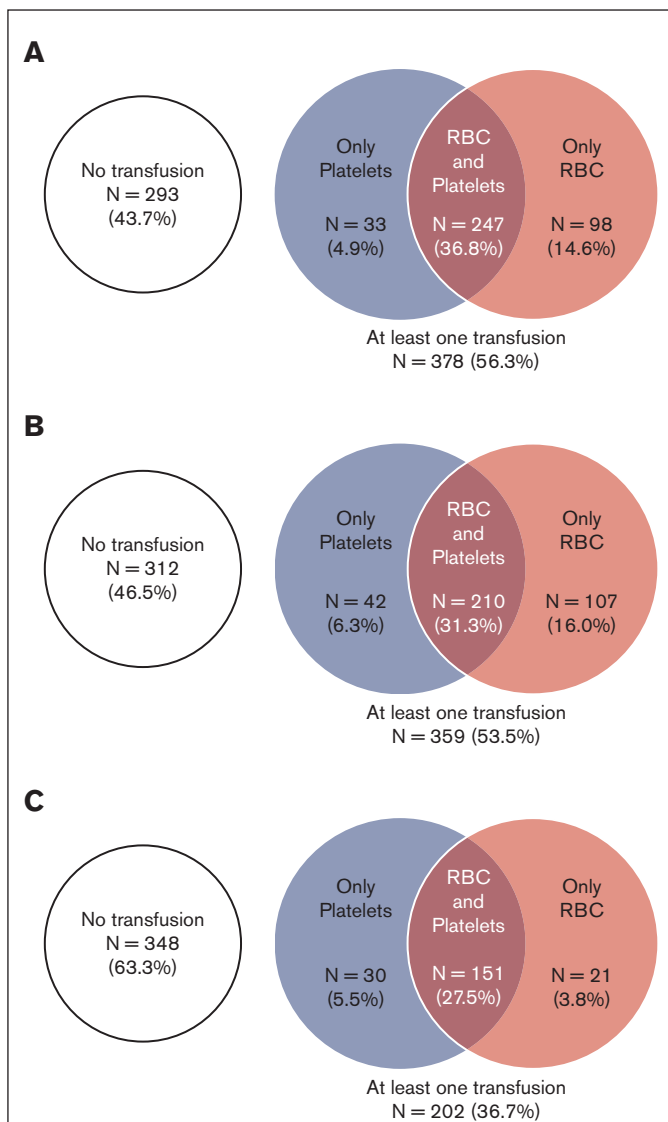 A
No transfusion
N = 293
(43.7%)
Only
Platelets
N = 33
(4.9%)
RBC
and
Platelets
N = 247
(36.8%)
Only
RBC
N = 98
(14.6%)
At least one transfusion
N = 378 (56.3%)
B
No transfusion
N = 312
(46.5%)
Only
Platelets
N = 42
(6.3%)
RBC
and
Platelets
N = 210
(31.3%)
Only
RBC
N = 107
(16.0%)
At least one transfusion
N = 359 (53.5%)
C
No transfusion
N = 348
(63.3%)
Only
Platelets
N = 30
(5.5%)
RBC
and
Platelets
N = 151
(27.5%)
Only
RBC
N = 21
(3.8%)
At least one transfusion
N = 202 (36.7%)